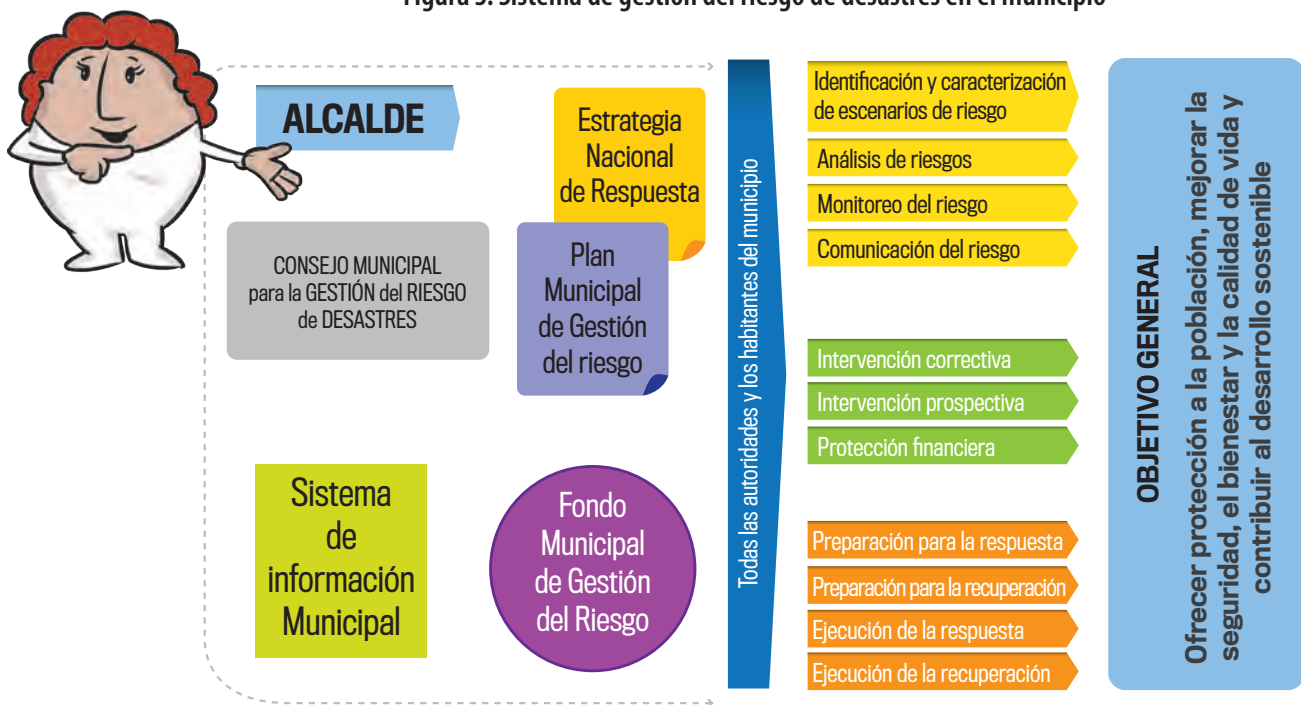 Figura 3. Sistema de gestión del riesgo de desastres en el municipio
ALCALDE
CONSEJO MUNICIPAL
para la GESTIÓN del RIESGO
de DESASTRES
Estrategia
Nacional
de Respuesta
Plan
Municipal
de Gestión
del riesgo
Sistema
de
información
Municipal
Fondo
Municipal
de Gestión
del Riesgo
Todas las autoridades y los habitantes del municipio
Identificación y caracterización
de escenarios de riesgo
Análisis de riesgos
Monitoreo del riesgo
Comunicación del riesgo
Intervención correctiva
Intervención prospectiva
Protección financiera
Preparación para la respuesta
Preparación para la recuperación
Ejecución de la respuesta
Ejecución de la recuperación
OBJETIVO GENERAL
Ofrecer protección a la población, mejorar la
seguridad, el bienestar y la calidad de vida y
contribuir al desarrollo sostenible